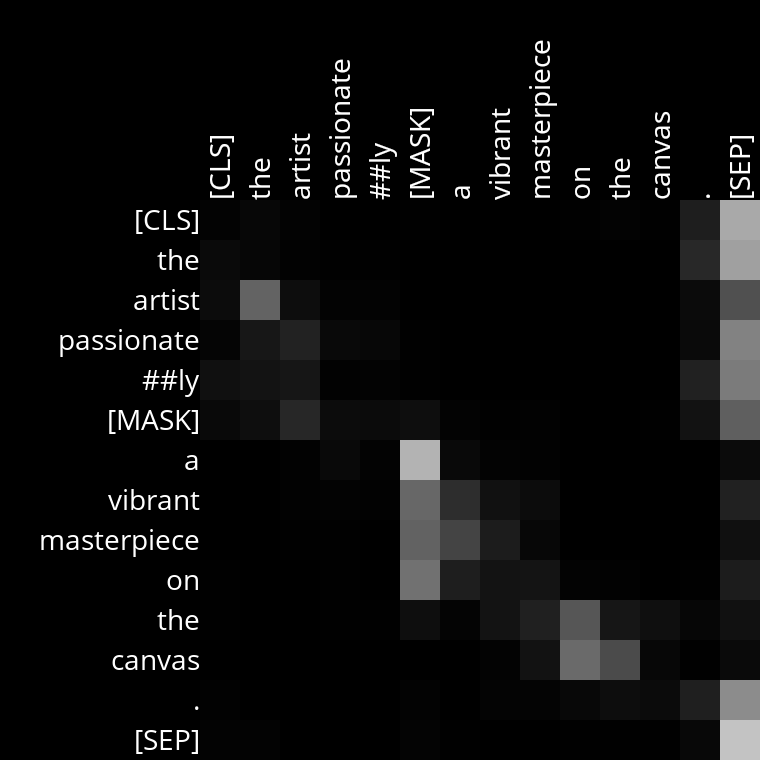 [CLS]
the
artist
passionate
##ly
[MASK]
a
vibrant
masterpiece
on
the
canvas
.
[SEP]
[CLS]
the
artist
passionate
##ly
[MASK]
a
vibrant
masterpiece
on
the
canvas
.
[SEP]